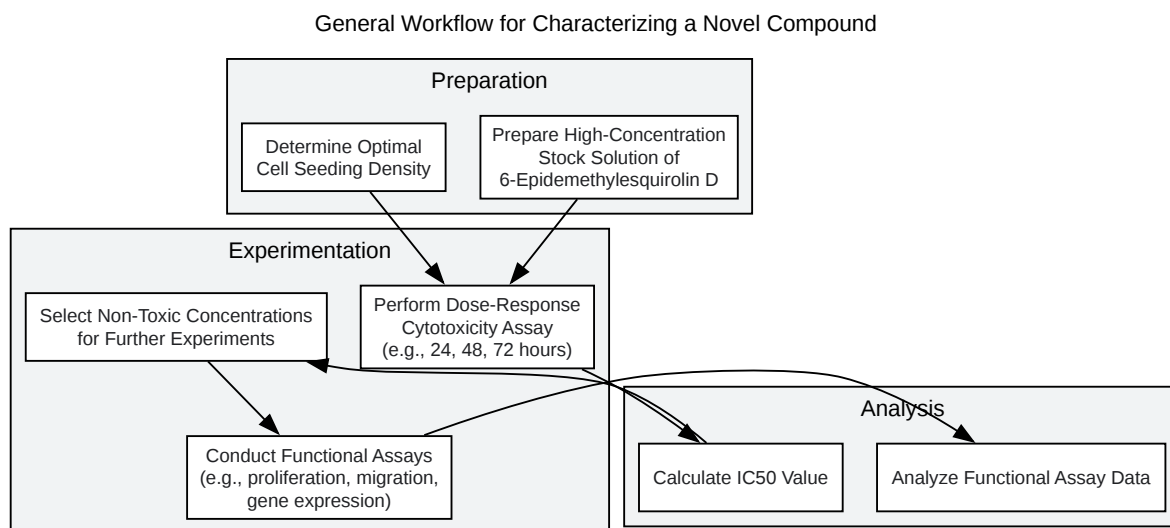 General Workflow for Characterizing a Novel Compound
Preparation
Determine Optimal
Cell Seeding Density
Prepare High-Concentration
Stock Solution of
6-Epidemethylesquirolin D
Experimentation
Select Non-Toxic Concentrations
for Further Experiments
Perform Dose-Response
Cytotoxicity Assay
(e.g., 24, 48, 72 hours)
Conduct Functional Assays
(e.g., proliferation, migration,
gene expression)
Analysis
Calculate IC50 Value
Analyze Functional Assay Data